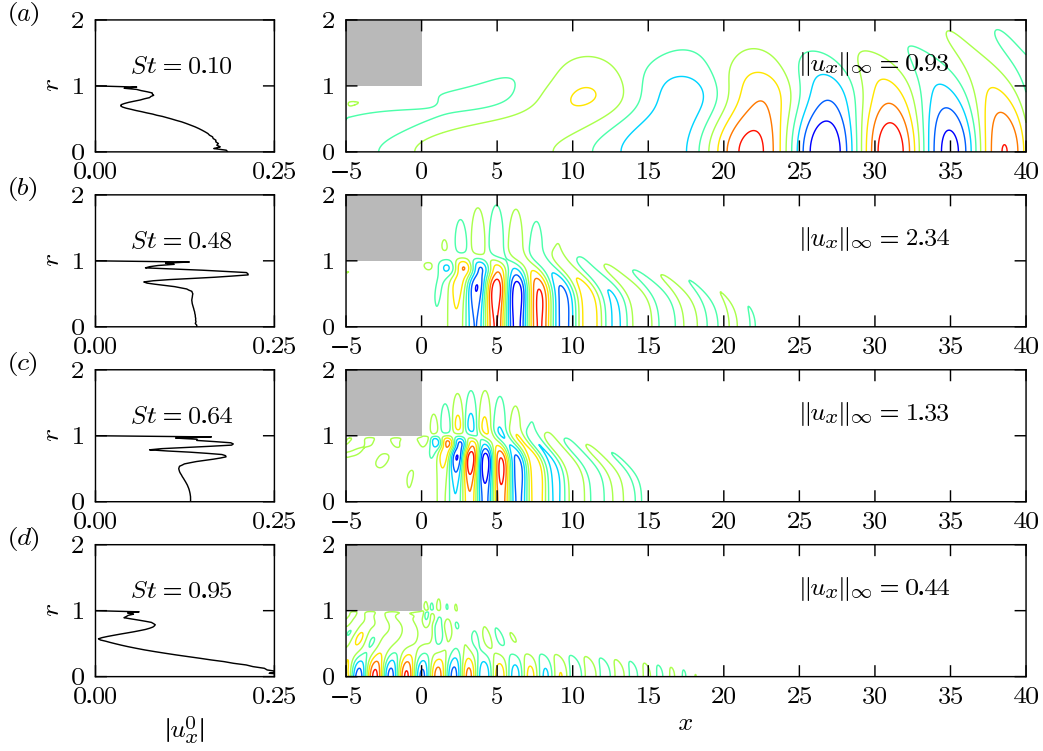 (a)
2
1
0
r
St = 0.10
0.00 0.25
‖u_x‖∞ = 0.93
−5 0 5 10 15 20 25 30 35 40
(b)
2
1
0
r
St = 0.48
0.00 0.25
2
1
0
‖u_x‖∞ = 2.34
−5 0 5 10 15 20 25 30 35 40
(c)
2
1
0
r
St = 0.64
0.00 0.25
2
1
0
‖u_x‖∞ = 1.33
−5 0 5 10 15 20 25 30 35 40
(d)
2
1
0
r
St = 0.95
0.00 0.25
|u_x^0|
2
1
0
‖u_x‖∞ = 0.44
−5 0 5 10 15 20 25 30 35 40
x